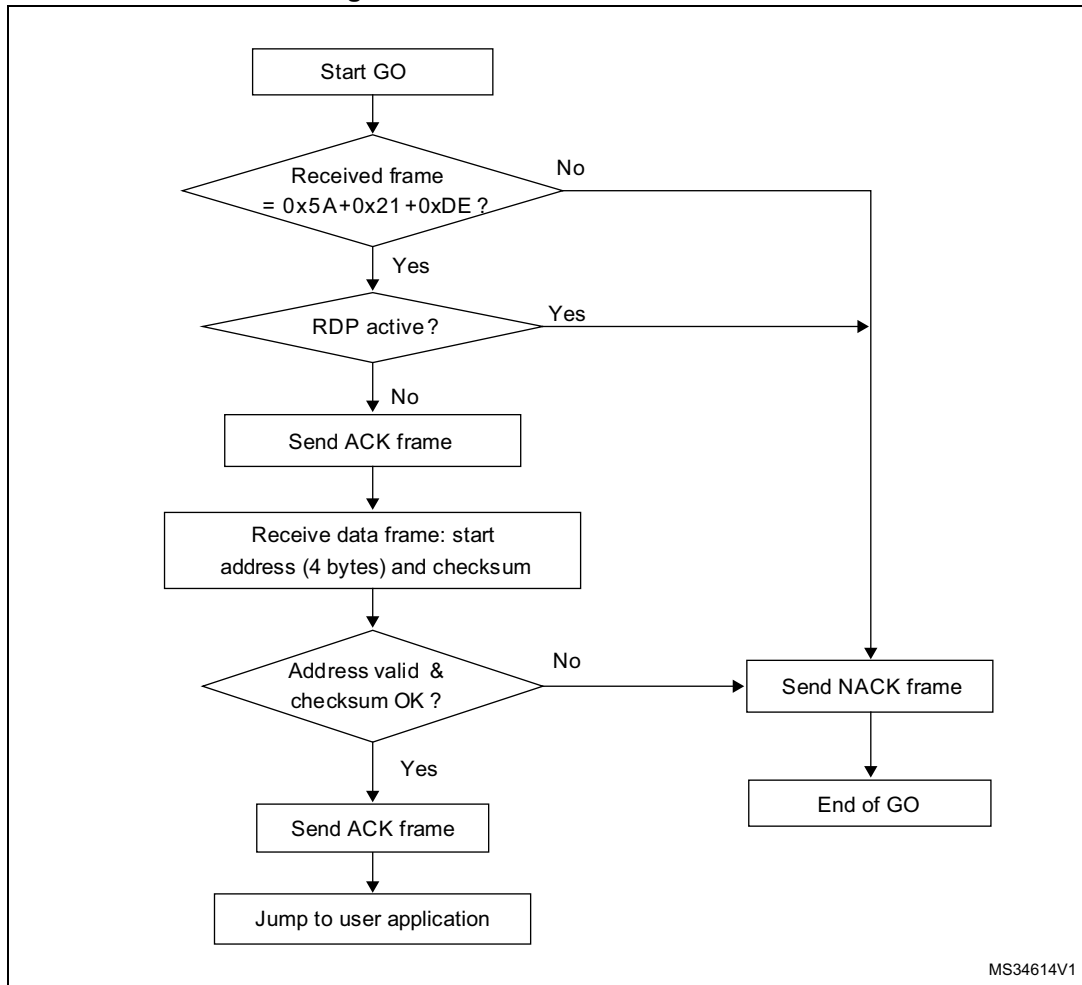 Start GO
Received frame
= 0x5A+0x21+0xDE ?
No
Yes
RDP active?
Yes
No
Send ACK frame
Receive data frame: start
address (4 bytes) and checksum
Address valid &
checksum OK ?
No
Send NACK frame
Yes
End of GO
Send ACK frame
Jump to user application
MS34614V1